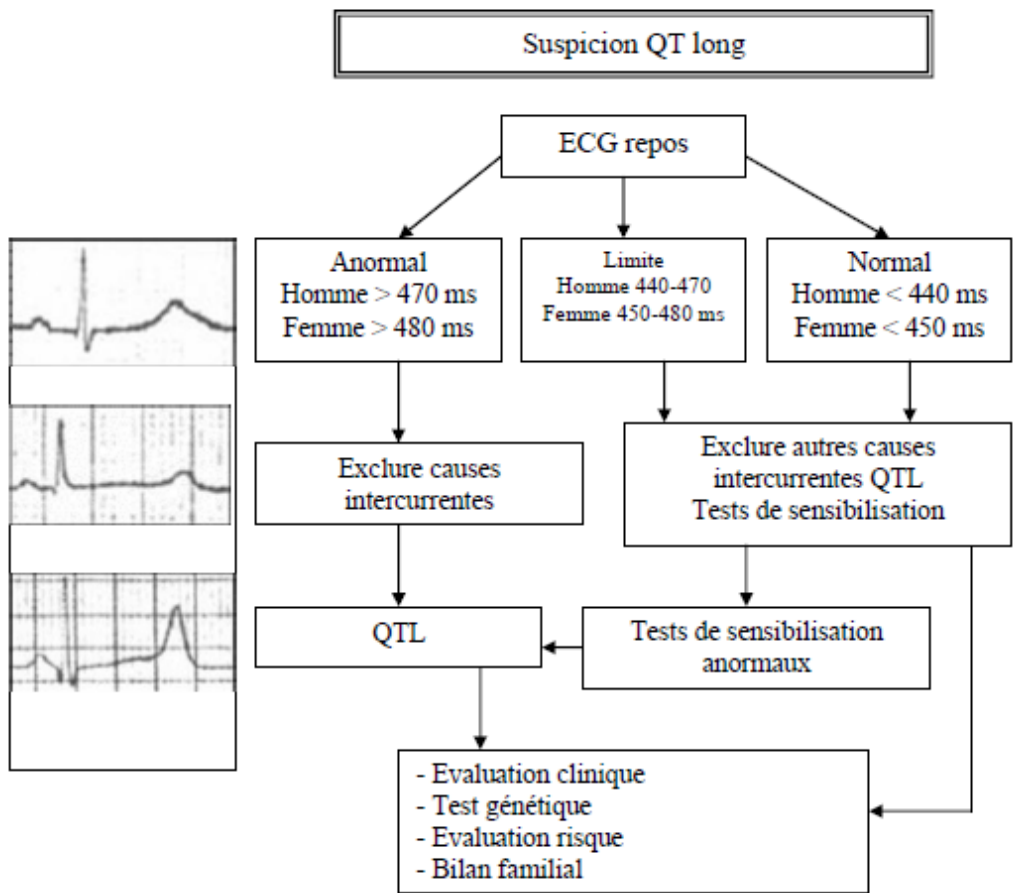 Suspicion QT long
ECG repos
Anormal
Homme > 470 ms
Femme > 480 ms
Limite
Homme 440-470
Femme 450-480 ms
Normal
Homme < 440 ms
Femme < 450 ms
Exclure causes
intercurrentes
Exclure autres causes
intercurrentes QTL
Tests de sensibilisation
QTL
Tests de sensibilisation
anormaux
- Evaluation clinique
- Test génétique
- Evaluation risque
- Bilan familial